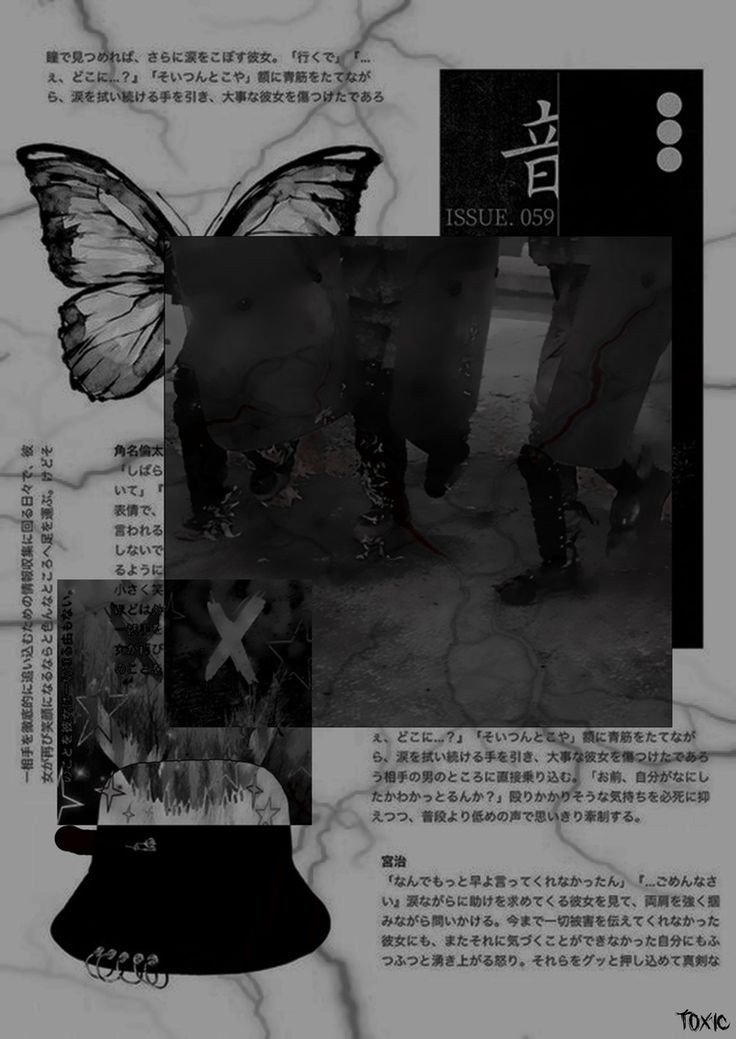 瞳で見つめれば、さらに涙をこぼす彼女。「行くで」『...
ぇ、どこに...？』「そいつんとこや」額に青筋をたてなが
ら、涙を拭い続ける手を引き、大事な彼女を傷つけたであろ
音
ISSUE. 059
一相手を徹底的に追い込むための情報収集に回る日々で、彼
女が再び笑顔になるならと色んなところへ足を運ぶ。けどそ
角名倫太
「しばら
いて」『
表情で、
言われる
しないで
るように
小さく笑
ほどは
女が再び
のことを
X
ぇ、どこに...？』「そいつんとこや」額に青筋をたてなが
ら、涙を拭い続ける手を引き、大事な彼女を傷つけたであろ
う相手の男のところに直接乗り込む。「お前、自分がなにし
たかわかっとるんか？」殴りかかりそうな気持ちを必死に抑
えつつ、普段より低めの声で思いきり牽制する。
宮治
「なんでもっと早よ言ってくれなかったん」『...ごめんなさ
い』涙ながらに助けを求めてくる彼女を見て、両肩を強く掴
みながら問いかける。今まで一切被害を伝えてくれなかった
彼女にも、またそれに気づくことができなかった自分にもふ
つふつと湧き上がる怒り。それらをグッと押し込めて真剣な
TOXIC